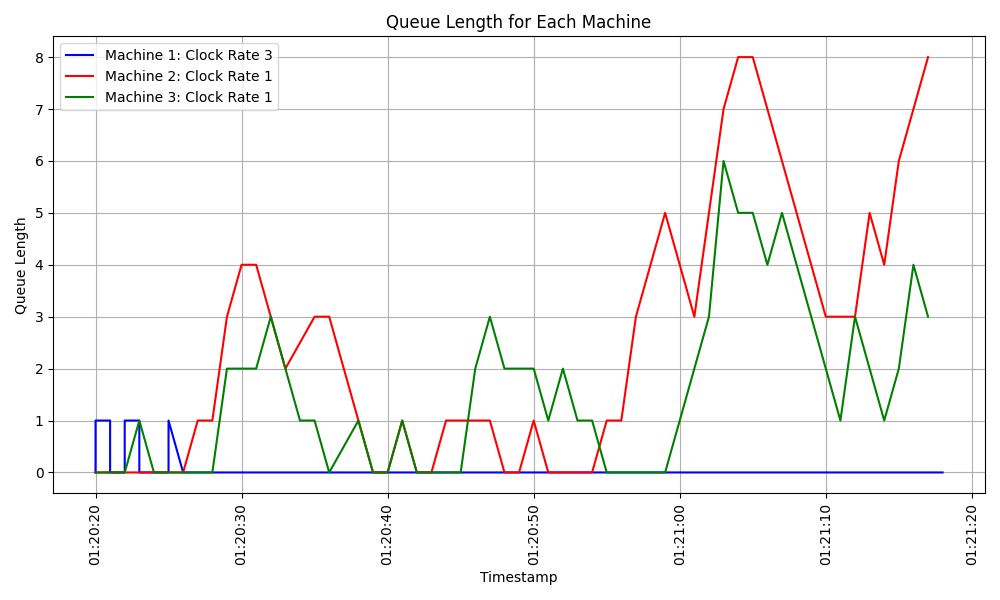 Queue Length for Each Machine
Machine 1: Clock Rate 3
Machine 2: Clock Rate 1
Machine 3: Clock Rate 1
Queue Length
8
7
6
5
4
3
2
1
0
01:20:20
01:20:30
01:20:40
01:20:50
01:21:00
01:21:10
01:21:20
Timestamp